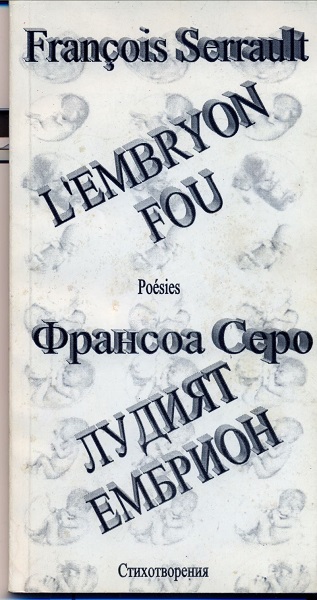 François Serrault
L'EMBRYON
FOU
Poésies
Франсоа Серо
ЛУДИЯТ
ЕМБРИОН
Стихотворения